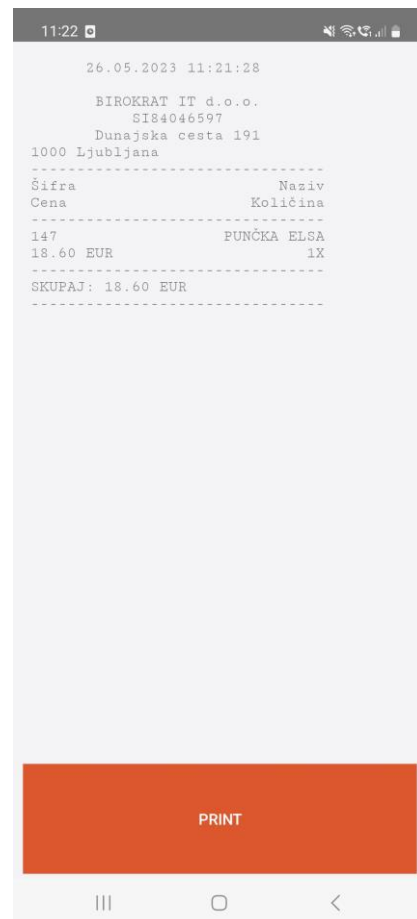 11:22
26.05.2023 11:21:28
BIROKRAT IT d.o.o.
SI84046597
Dunajska cesta 191
1000 Ljubljana
--------------------------------
Šifra Naziv
Cena Količina
--------------------------------
147 PUNČKA ELSA
18.60 EUR 1X
--------------------------------
SKUPAJ: 18.60 EUR
--------------------------------
PRINT